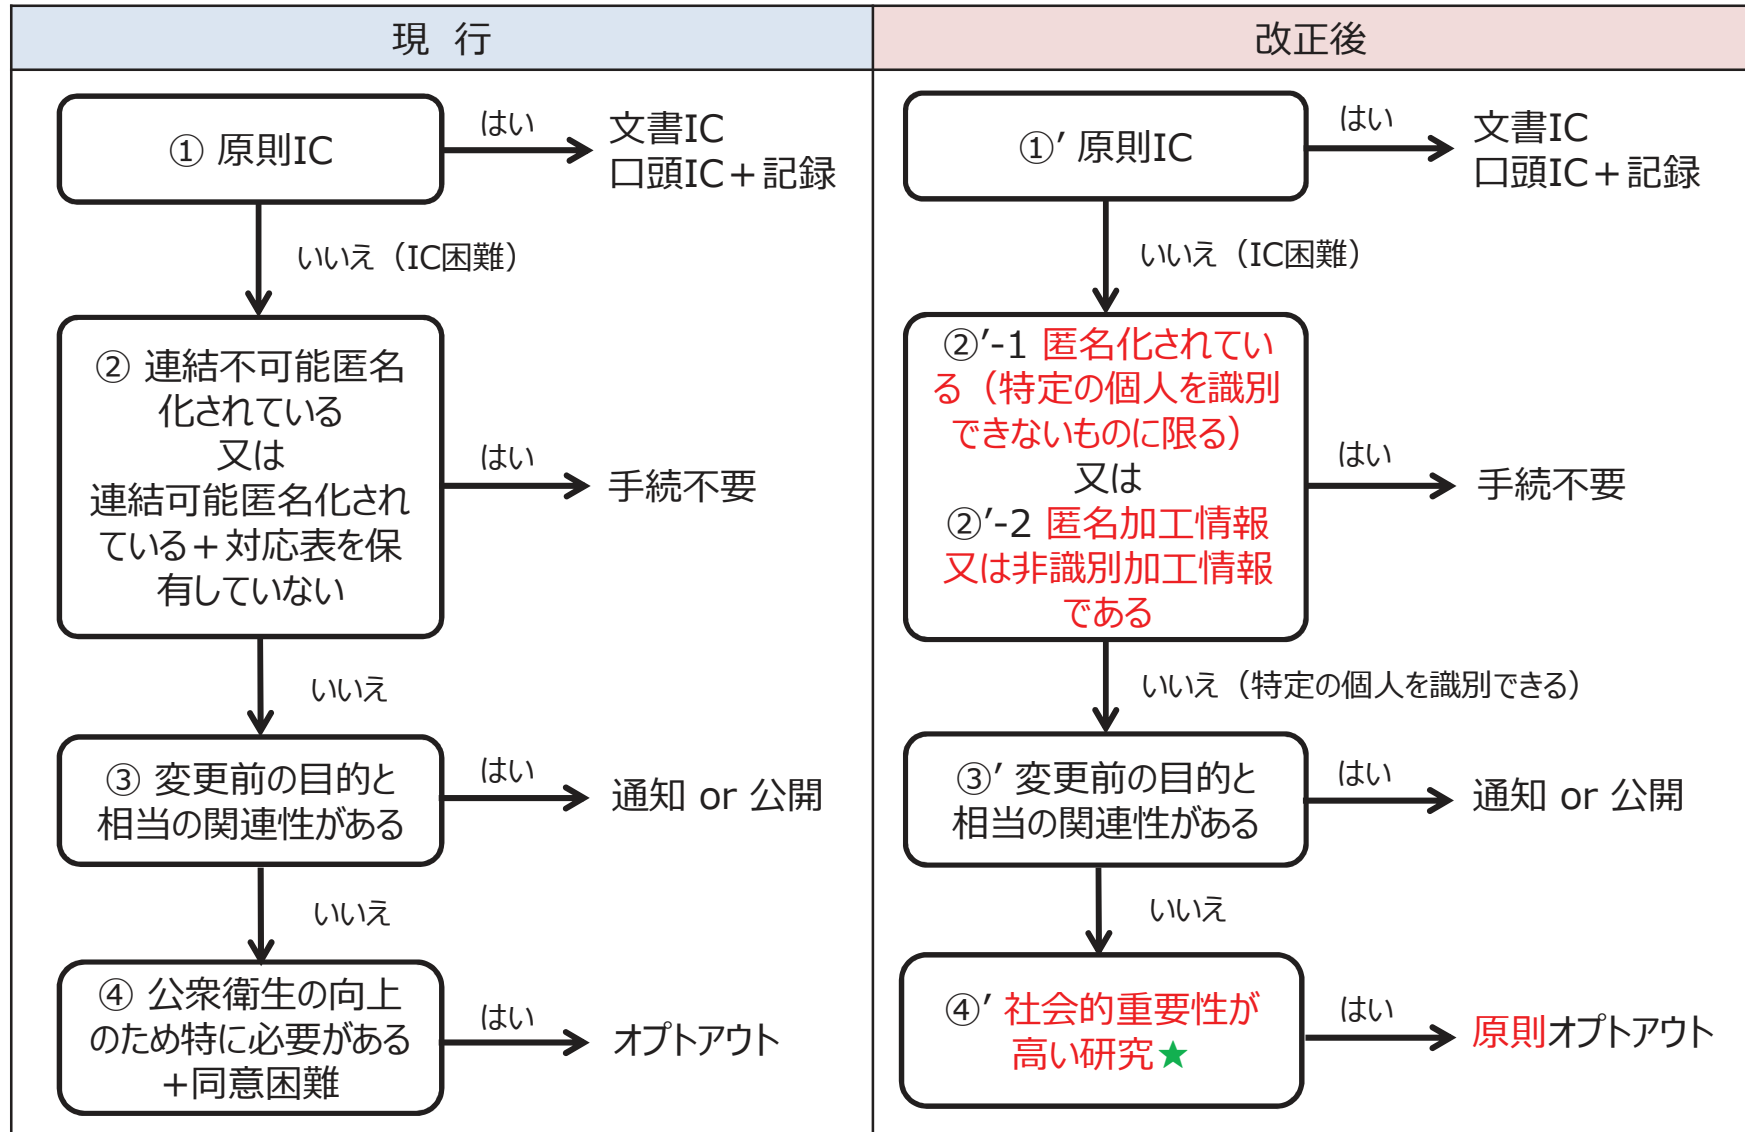 現 行
① 原則IC
はい
文書IC
口頭IC＋記録
いいえ（IC困難）
② 連結不可能匿名
化されている
又は
連結可能匿名化され
ている＋対応表を保
有していない
はい
手続不要
いいえ
③ 変更前の目的と
相当の関連性がある
はい
通知 or 公開
いいえ
④ 公衆衛生の向上
のため特に必要がある
＋同意困難
はい
オプトアウト
改正後
①′ 原則IC
はい
文書IC
口頭IC＋記録
いいえ（IC困難）
②′-1 匿名化されてい
る（特定の個人を識別
できないものに限る）
又は
②′-2 匿名加工情報
又は非識別加工情報
である
はい
手続不要
いいえ（特定の個人を識別できる）
③′ 変更前の目的と
相当の関連性がある
はい
通知 or 公開
いいえ
④′ 社会的重要性が
高い研究★
はい
原則オプトアウト